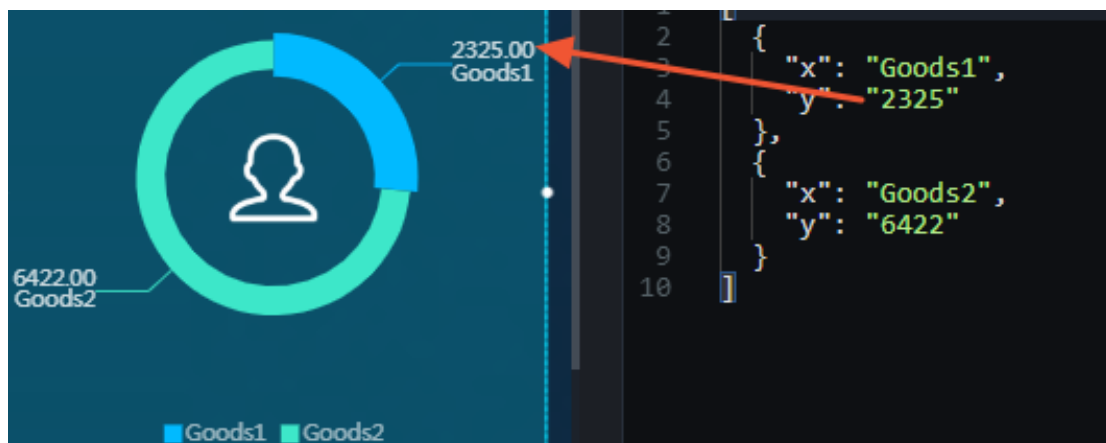 2325.00
Goods1
6422.00
Goods2
Goods1 Goods2
1 [
2 {
3 "x": "Goods1",
4 "y": "2325"
5 },
6 {
7 "x": "Goods2",
8 "y": "6422"
9 }
10 ]